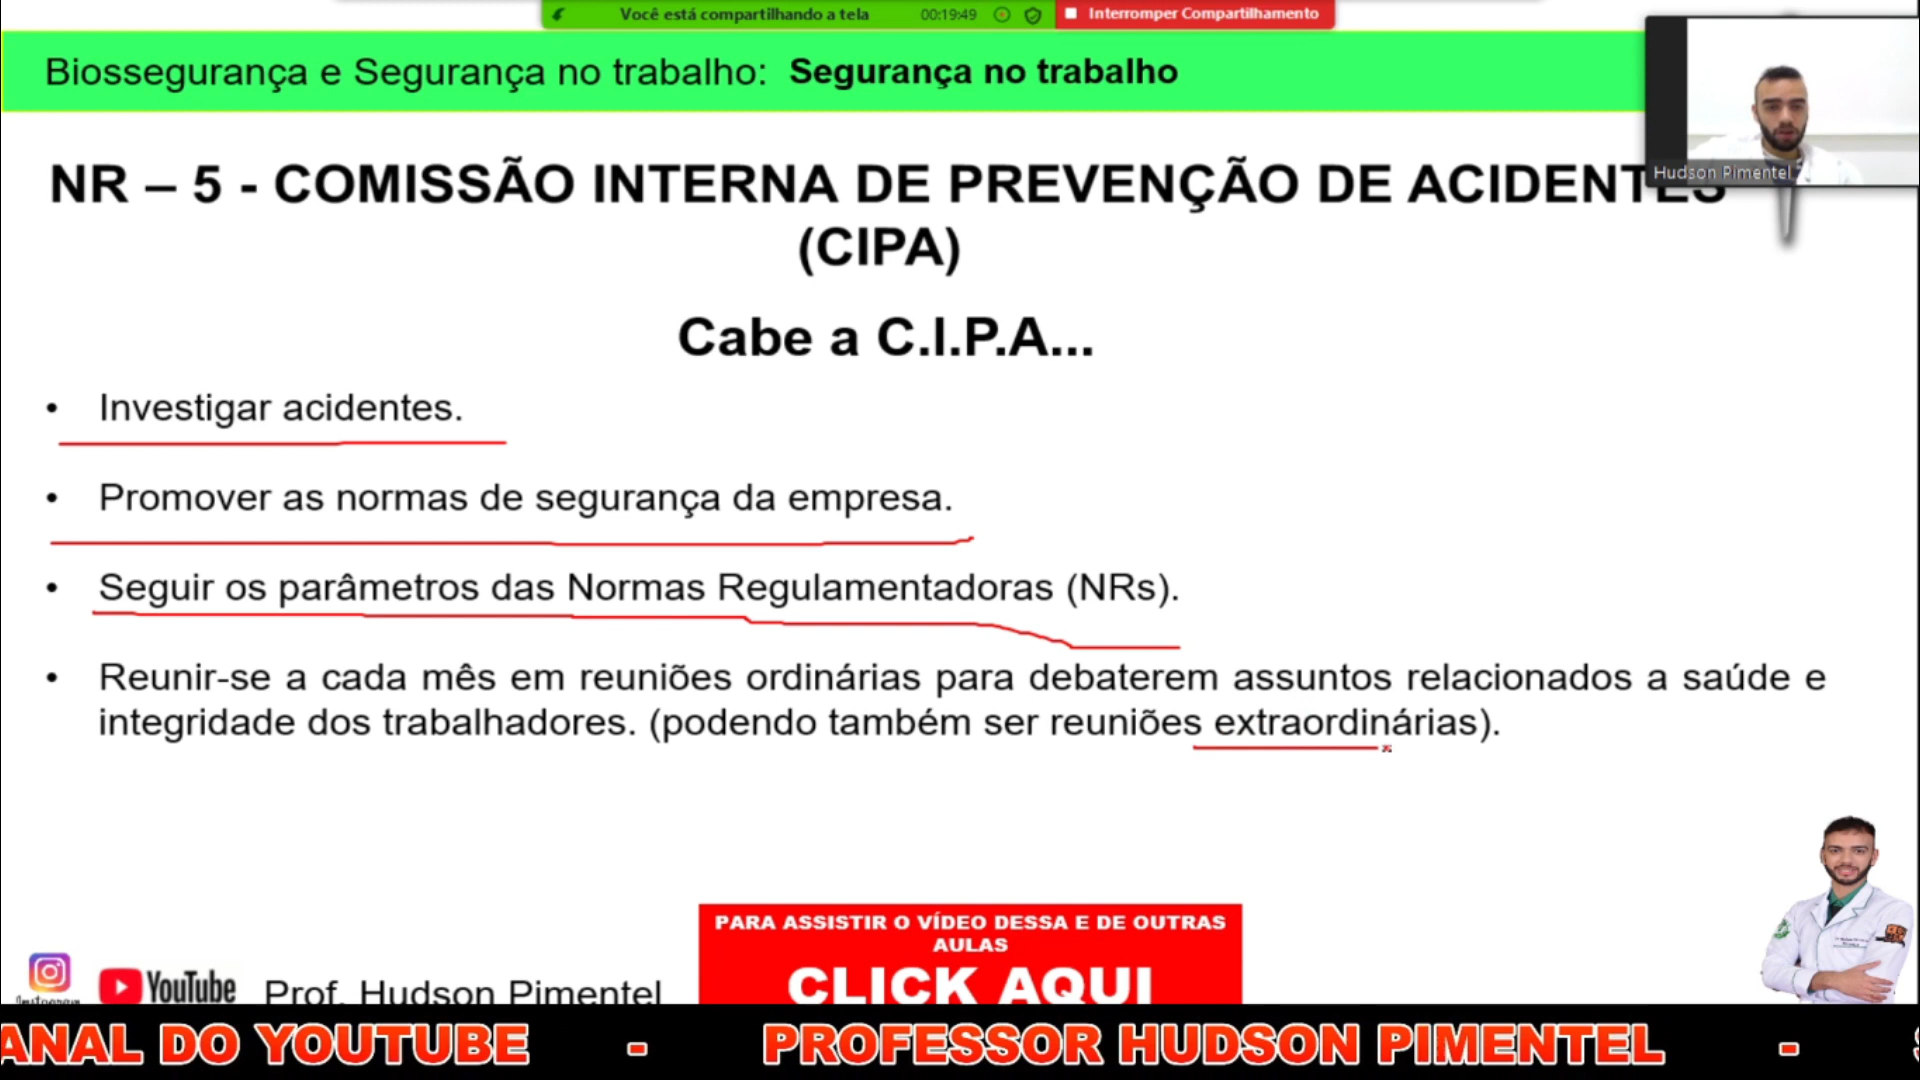 Você está compartilhando a tela 00:19:49 Interromper Compartilhamento
Biossegurança e Segurança no trabalho: Segurança no trabalho
Hudson Pimentel
NR – 5 - COMISSÃO INTERNA DE PREVENÇÃO DE ACIDENTES
(CIPA)
Cabe a C.I.P.A...
• Investigar acidentes.
• Promover as normas de segurança da empresa.
• Seguir os parâmetros das Normas Regulamentadoras (NRs).
• Reunir-se a cada mês em reuniões ordinárias para debaterem assuntos relacionados a saúde e
integridade dos trabalhadores. (podendo também ser reuniões extraordinárias).
PARA ASSISTIR O VÍDEO DESSA E DE OUTRAS
AULAS
CLICK AQUI
Instagram
YouTube
Prof. Hudson Pimentel
ANAL DO YOUTUBE - PROFESSOR HUDSON PIMENTEL -